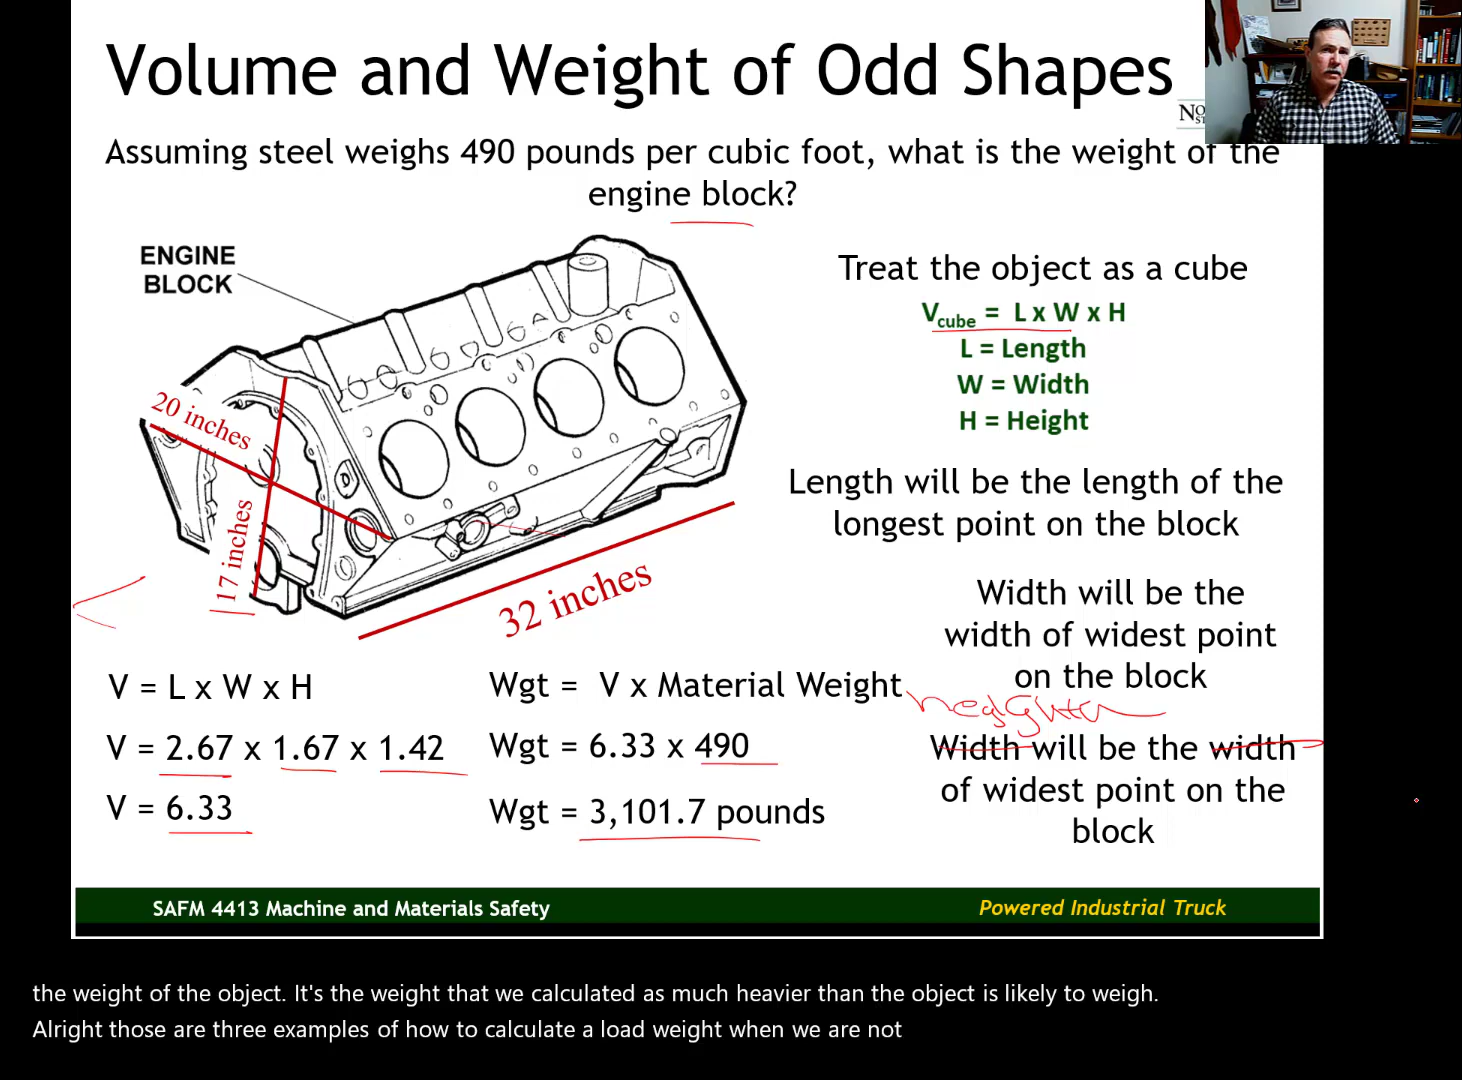 Volume and Weight of Odd Shapes
Assuming steel weighs 490 pounds per cubic foot, what is the weight of the
engine block?
ENGINE
BLOCK
20 inches
17 inches
32 inches
Treat the object as a cube
Vcube = L x W x H
L = Length
W = Width
H = Height
Length will be the length of the
longest point on the block
Width will be the
width of widest point
on the block
Width will be the width
of widest point on the
block
V = L x W x H
V = 2.67 x 1.67 x 1.42
V = 6.33
Wgt = V x Material Weight
Wgt = 6.33 x 490
Wgt = 3,101.7 pounds
SAFM 4413 Machine and Materials Safety
Powered Industrial Truck
the weight of the object. It's the weight that we calculated as much heavier than the object is likely to weigh.
Alright those are three examples of how to calculate a load weight when we are not